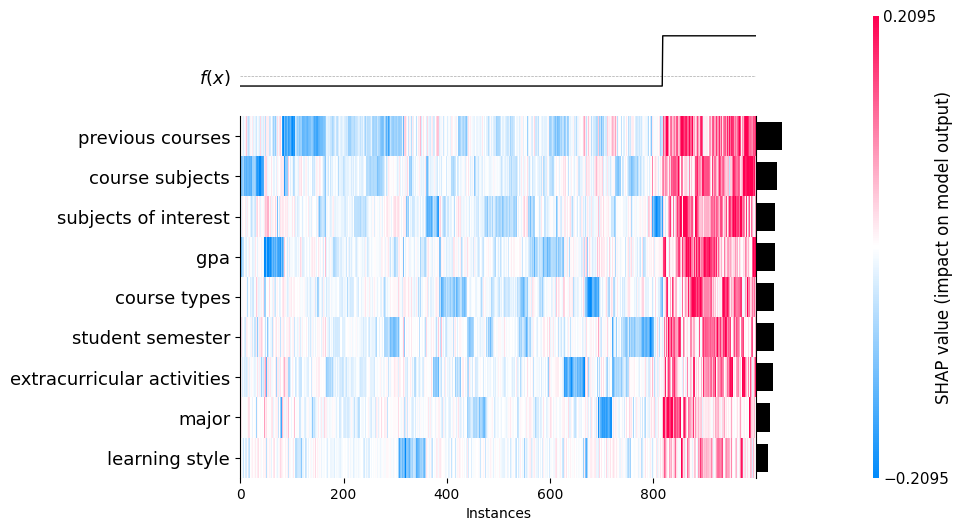 0.2095
f(x)
previous courses
course subjects
subjects of interest
gpa
course types
student semester
extracurricular activities
major
learning style
0 200 400 600 800
Instances
SHAP value (impact on model output)
−0.2095